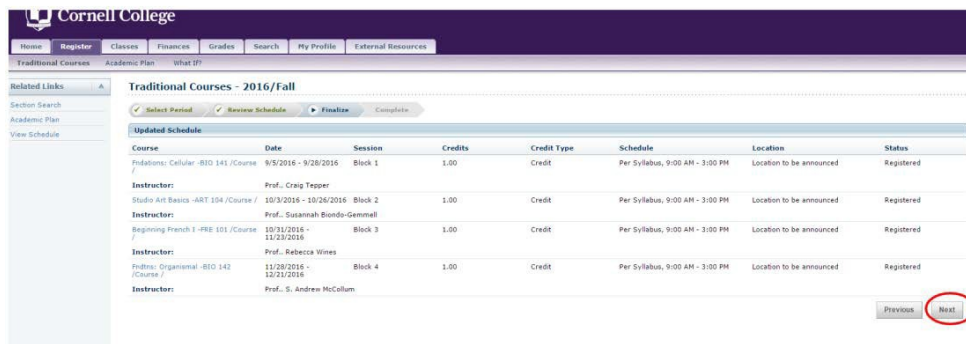 Cornell College
Home Register Classes Finances Grades Search My Profile External Resources
Traditional Courses Academic Plan What If?
Related Links
Section Search
Academic Plan
View Schedule
Traditional Courses - 2016/Fall
Select Period Review Schedule Finalize Complete
Updated Schedule
Course Date Session Credits Credit Type Schedule Location Status
Fndations: Cellular -BIO 141 /Course 9/5/2016 - 9/28/2016 Block 1 1.00 Credit Per Syllabus, 9:00 AM - 3:00 PM Location to be announced Registered
/
Instructor: Prof.. Craig Tepper
Studio Art Basics -ART 104 /Course / 10/3/2016 - 10/26/2016 Block 2 1.00 Credit Per Syllabus, 9:00 AM - 3:00 PM Location to be announced Registered
Instructor: Prof.. Susannah Biondo-Gemmell
Beginning French I -FRE 101 /Course 10/31/2016 - Block 3 1.00 Credit Per Syllabus, 9:00 AM - 3:00 PM Location to be announced Registered
/ 11/23/2016
Instructor: Prof.. Rebecca Wines
Fndtns: Organismal -BIO 142 11/28/2016 - Block 4 1.00 Credit Per Syllabus, 9:00 AM - 3:00 PM Location to be announced Registered
/Course / 12/21/2016
Instructor: Prof.. S. Andrew McCollum
Previous Next